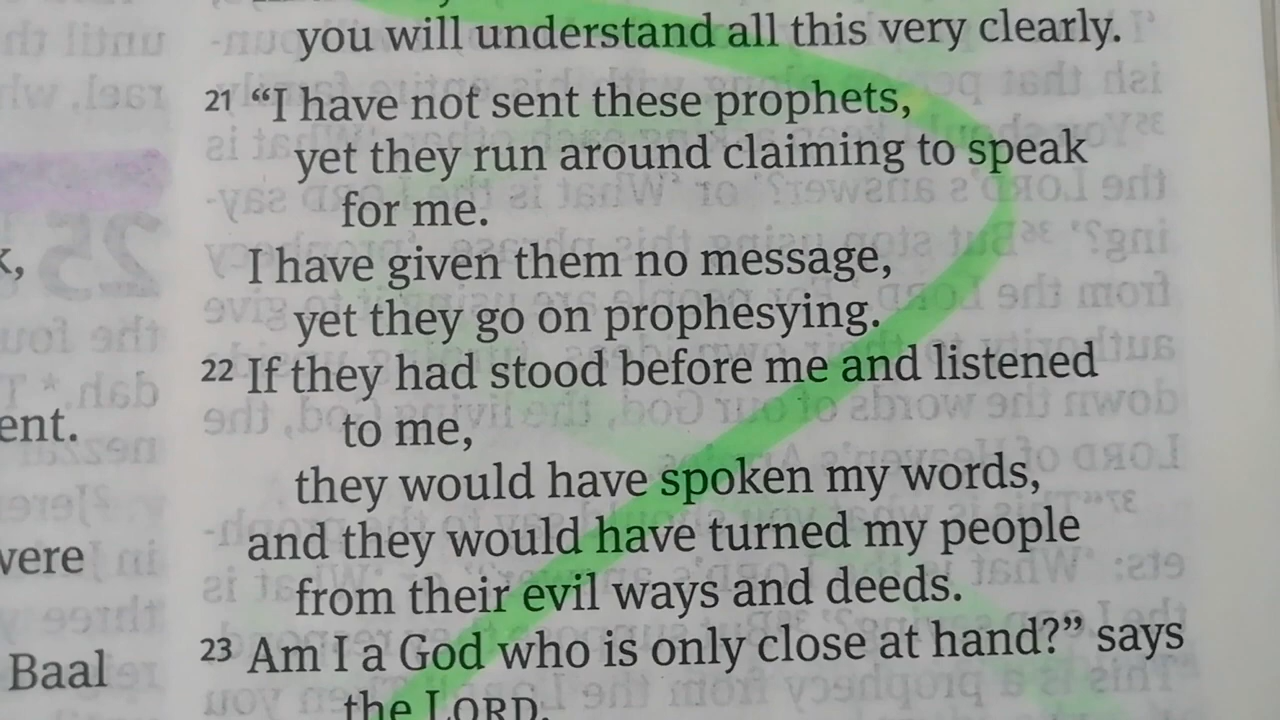 you will understand all this very clearly.
21 “I have not sent these prophets,
yet they run around claiming to speak
for me.
I have given them no message,
yet they go on prophesying.
22 If they had stood before me and listened
to me,
they would have spoken my words,
and they would have turned my people
from their evil ways and deeds.
23 Am I a God who is only close at hand?” says
the LORD.
ent.
Baal